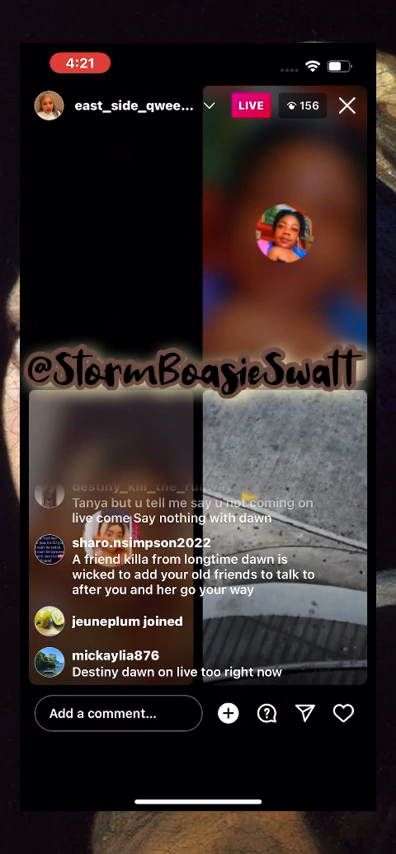 4:21
east_side_qwee...
LIVE
156
@StormBoasieSwatt
destiny_kill_the_runway
Tanya but u tell me say u not coming on
live come Say nothing with dawn
sharo.nsimpson2022
A friend killa from longtime dawn is
wicked to add your old friends to talk to
after you and her go your way
jeuneplum joined
mickaylia876
Destiny dawn on live too right now
Add a comment...